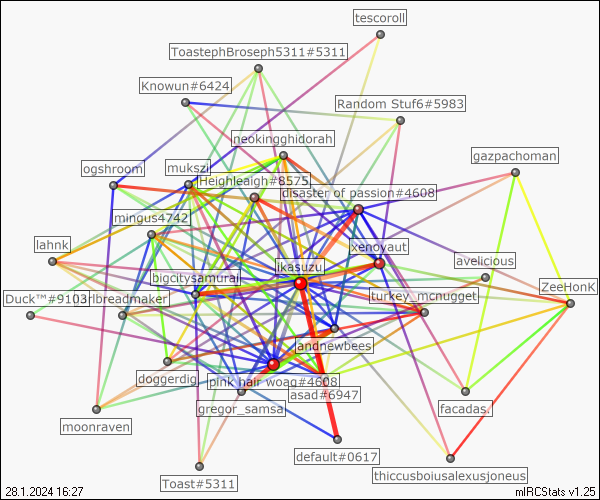 tescoroll
ToastephBroseph5311#5311
Knowun#6424
Random Stuf6#5983
neokingghidorah
gazpachoman
ogshroom
mukszi
Heighleagh#8575
disaster of passion#4608
mingus4742
lahnk
xenoyaut
avelicious
ikasuzu
bigcitysamurai
ZeeHonK
Duck™#9103
rlbreadmaker
turkey_mcnugget
andnewbees
doggerdig
pink hair woag#4608
asad#6947
gregor_samsa
facadas.
moonraven
default#0617
thiccusboiusalexusjoneus
Toast#5311
28.1.2024 16:27
mIRCStats v1.25